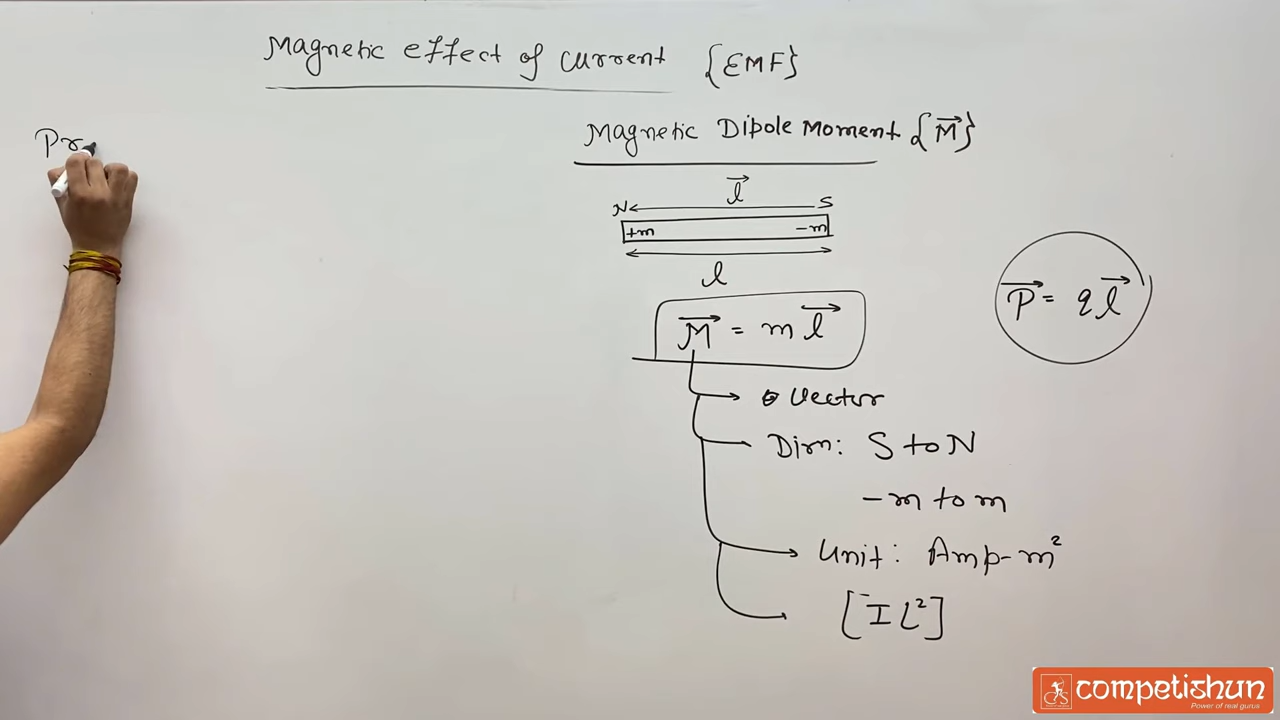 Magnetic effect of current {EMF}
Pr
Magnetic Dipole Moment {M⃗}
l⃗
N S
+m -m
l
M⃗ = m l⃗
P⃗ = q l⃗
Vector
Dirn: S to N
-m to m
Unit: Amp-m²
[I L²]
competishun
Power of real gurus